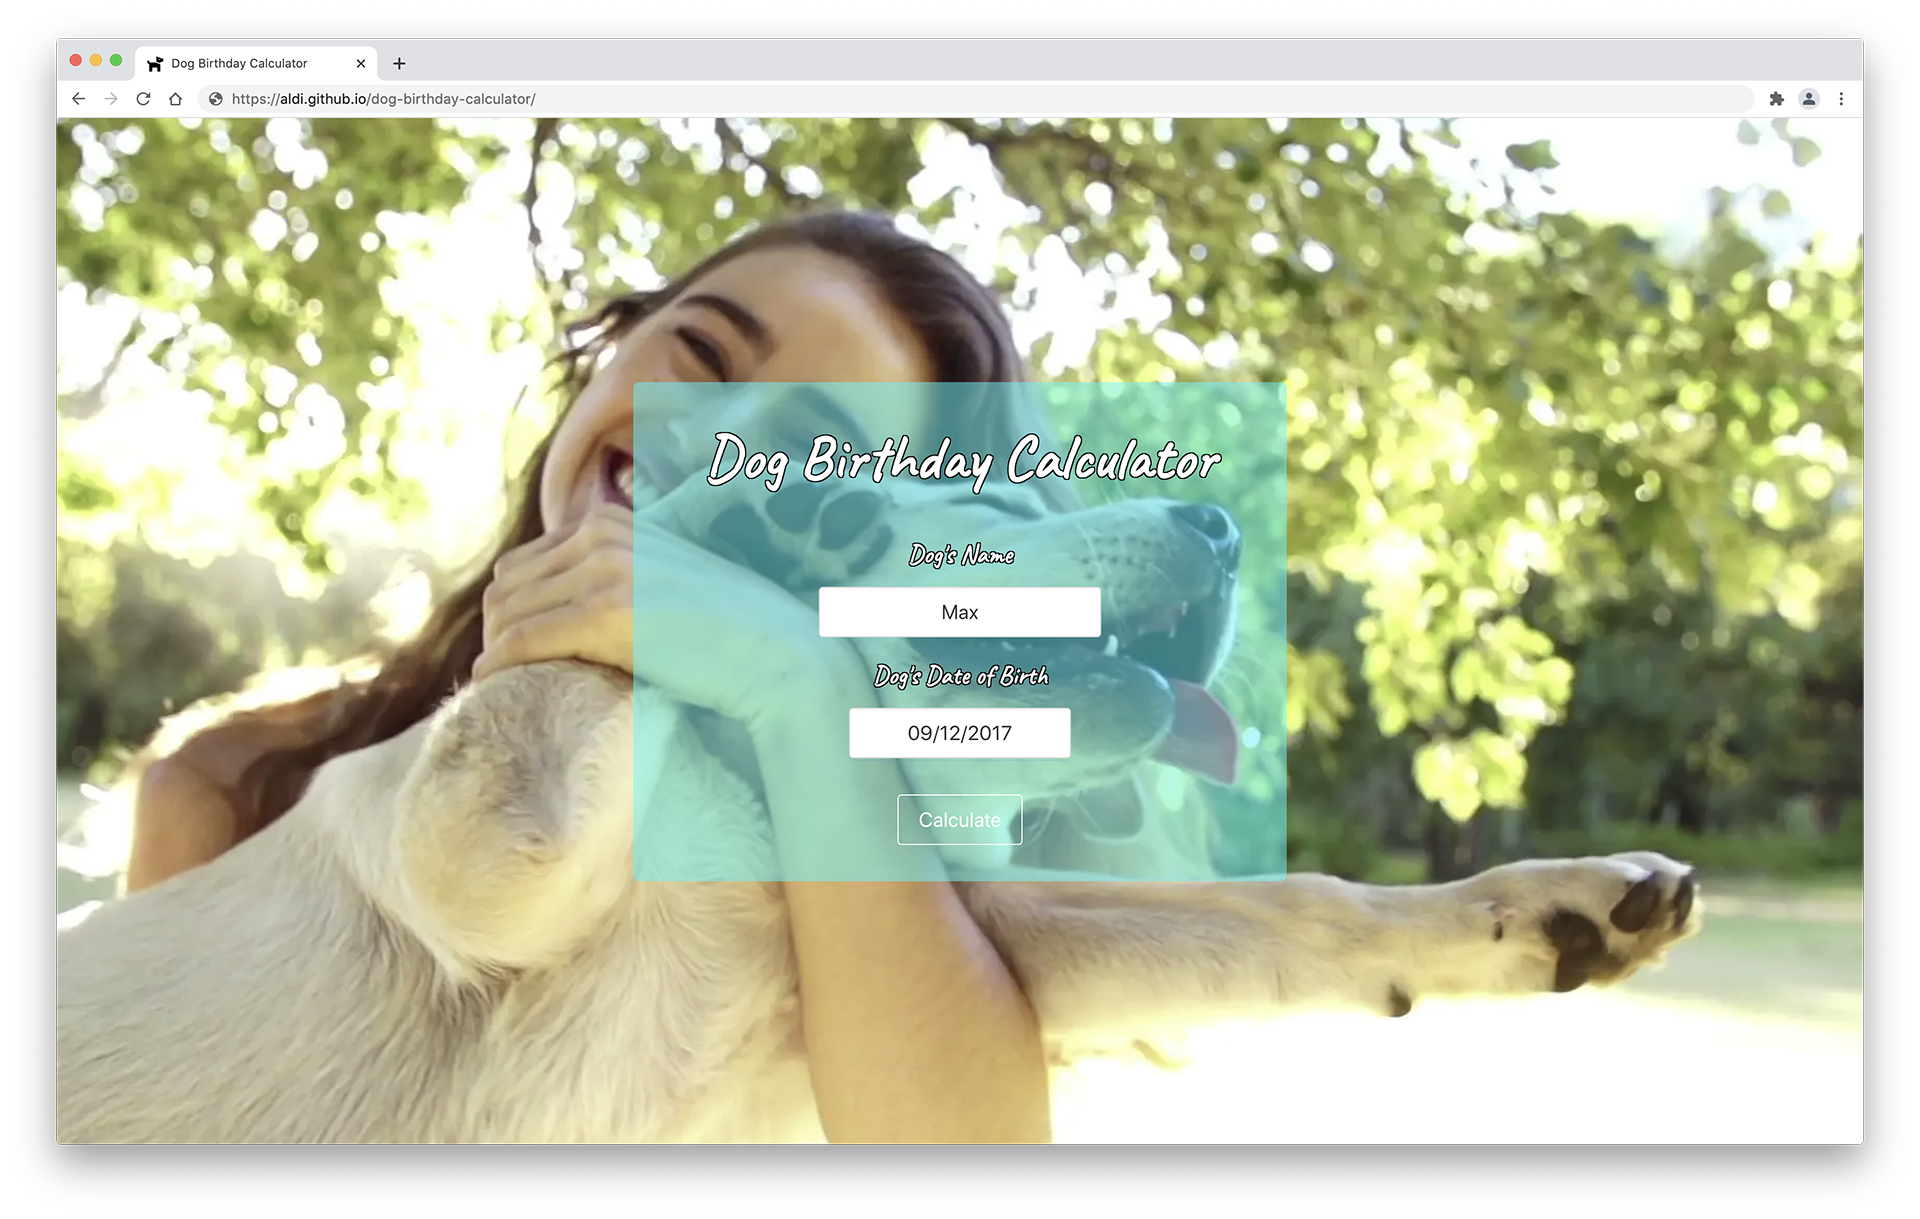 Dog Birthday Calculator
https://aldi.github.io/dog-birthday-calculator/
Dog Birthday Calculator
Dog's Name
Max
Dog's Date of Birth
09/12/2017
Calculate